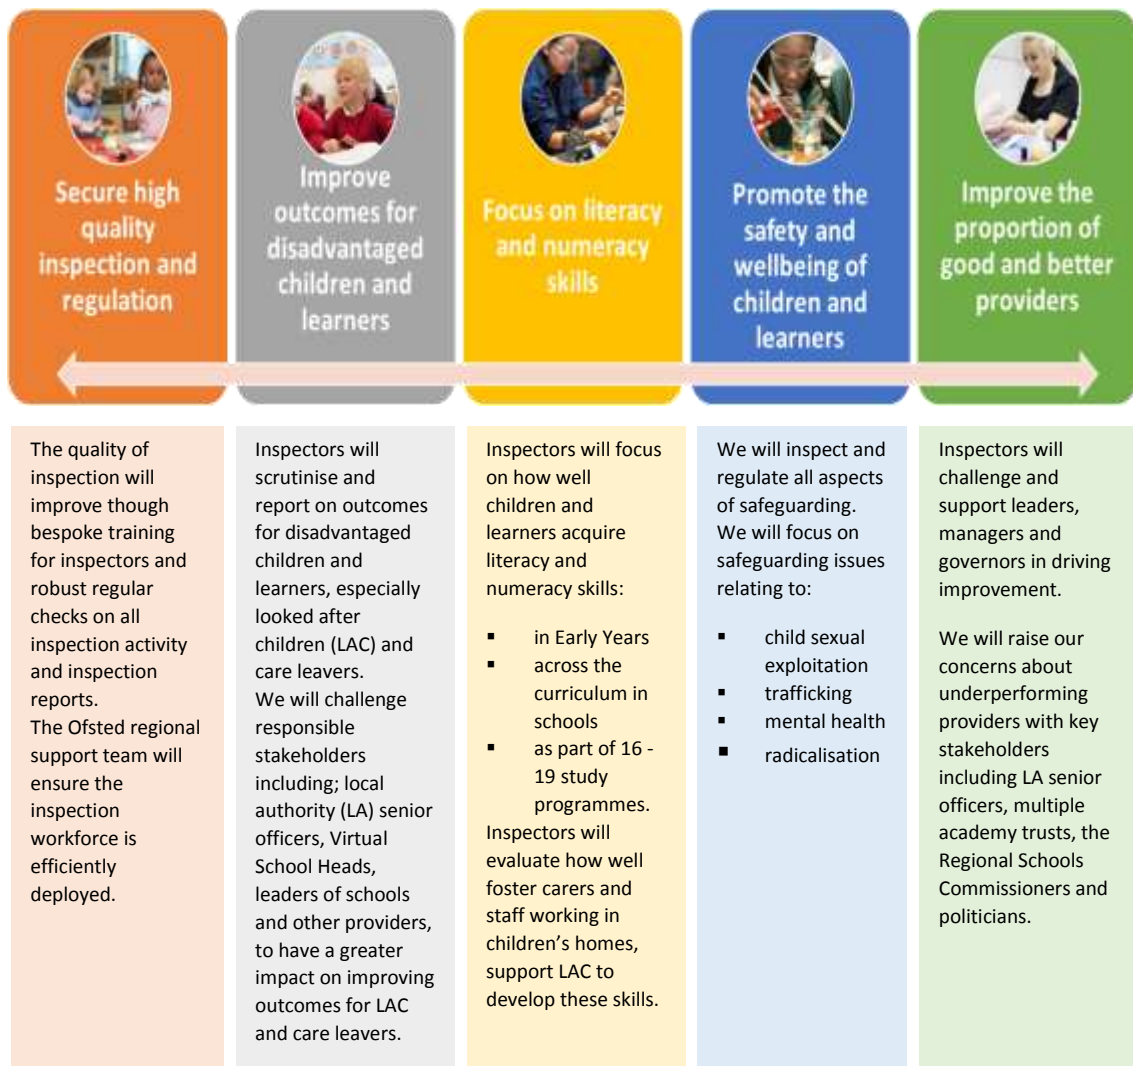 Secure high
quality
inspection and
regulation
Improve
outcomes for
disadvantaged
children and
learners
Focus on literacy
and numeracy
skills
Promote the
safety and
wellbeing of
children and
learners
Improve the
proportion of
good and better
providers
The quality of
inspection will
improve though
bespoke training
for inspectors and
robust regular
checks on all
inspection activity
and inspection
reports.
The Ofsted regional
support team will
ensure the
inspection
workforce is
efficiently
deployed.
Inspectors will
scrutinise and
report on outcomes
for disadvantaged
children and
learners, especially
looked after
children (LAC) and
care leavers.
We will challenge
responsible
stakeholders
including; local
authority (LA) senior
officers, Virtual
School Heads,
leaders of schools
and other providers,
to have a greater
impact on improving
outcomes for LAC
and care leavers.
Inspectors will focus
on how well
children and
learners acquire
literacy and
numeracy skills:
▪ in Early Years
▪ across the
curriculum in
schools
▪ as part of 16 -
19 study
programmes.
Inspectors will
evaluate how well
foster carers and
staff working in
children’s homes,
support LAC to
develop these skills.
We will inspect and
regulate all aspects
of safeguarding.
We will focus on
safeguarding issues
relating to:
▪ child sexual
exploitation
▪ trafficking
▪ mental health
▪ radicalisation
Inspectors will
challenge and
support leaders,
managers and
governors in driving
improvement.
We will raise our
concerns about
underperforming
providers with key
stakeholders
including LA senior
officers, multiple
academy trusts, the
Regional Schools
Commissioners and
politicians.